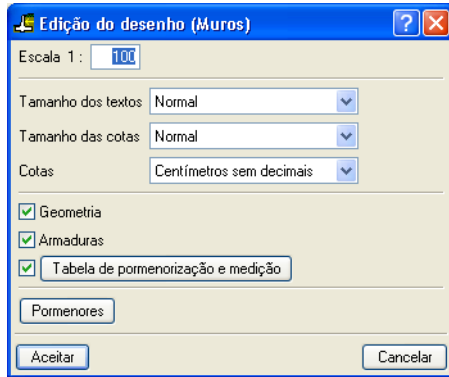 Edição do desenho (Muros)
Escala 1 : 100
Tamanho dos textos Normal
Tamanho das cotas Normal
Cotas Centímetros sem decimais
Geometria
Armaduras
Tabela de pormenorização e medição
Pormenores
Aceitar Cancelar